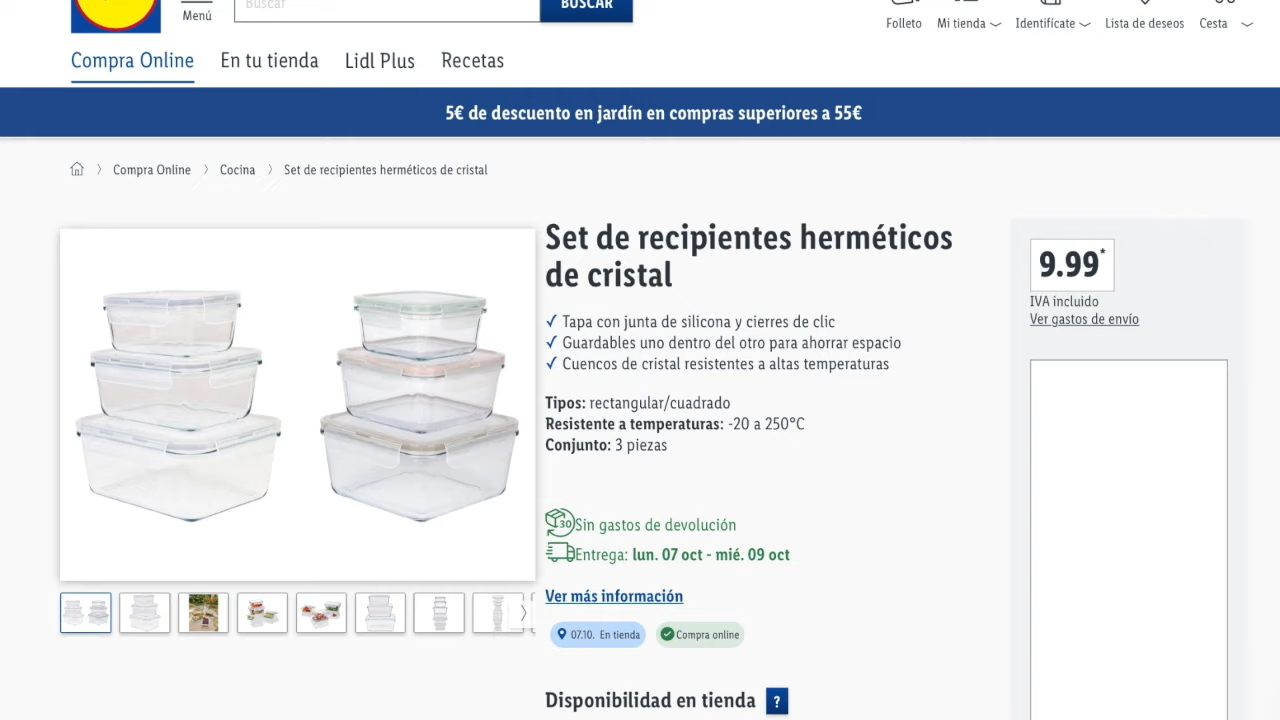 Menú
Buscar
BUSCAR
Folleto
Mi tienda
Identifícate
Lista de deseos
Cesta
Compra Online
En tu tienda
Lidl Plus
Recetas
5€ de descuento en jardín en compras superiores a 55€
Compra Online
Cocina
Set de recipientes herméticos de cristal
Set de recipientes herméticos
de cristal
Tapa con junta de silicona y cierres de clic
Guardables uno dentro del otro para ahorrar espacio
Cuencos de cristal resistentes a altas temperaturas
Tipos: rectangular/cuadrado
Resistente a temperaturas: -20 a 250°C
Conjunto: 3 piezas
30 Sin gastos de devolución
Entrega: lun. 07 oct - mié. 09 oct
Ver más información
07.10. En tienda
Compra online
Disponibilidad en tienda ?
9.99*
IVA incluido
Ver gastos de envío